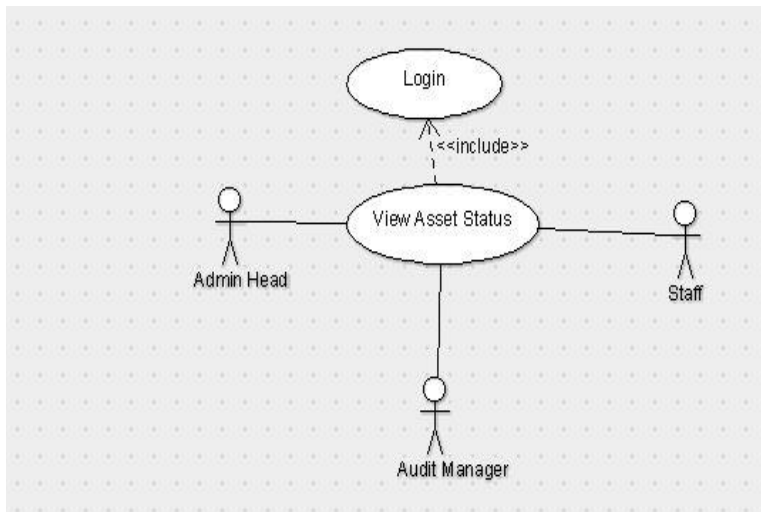 Login
<<include>>
View Asset Status
Admin Head
Staff
Audit Manager